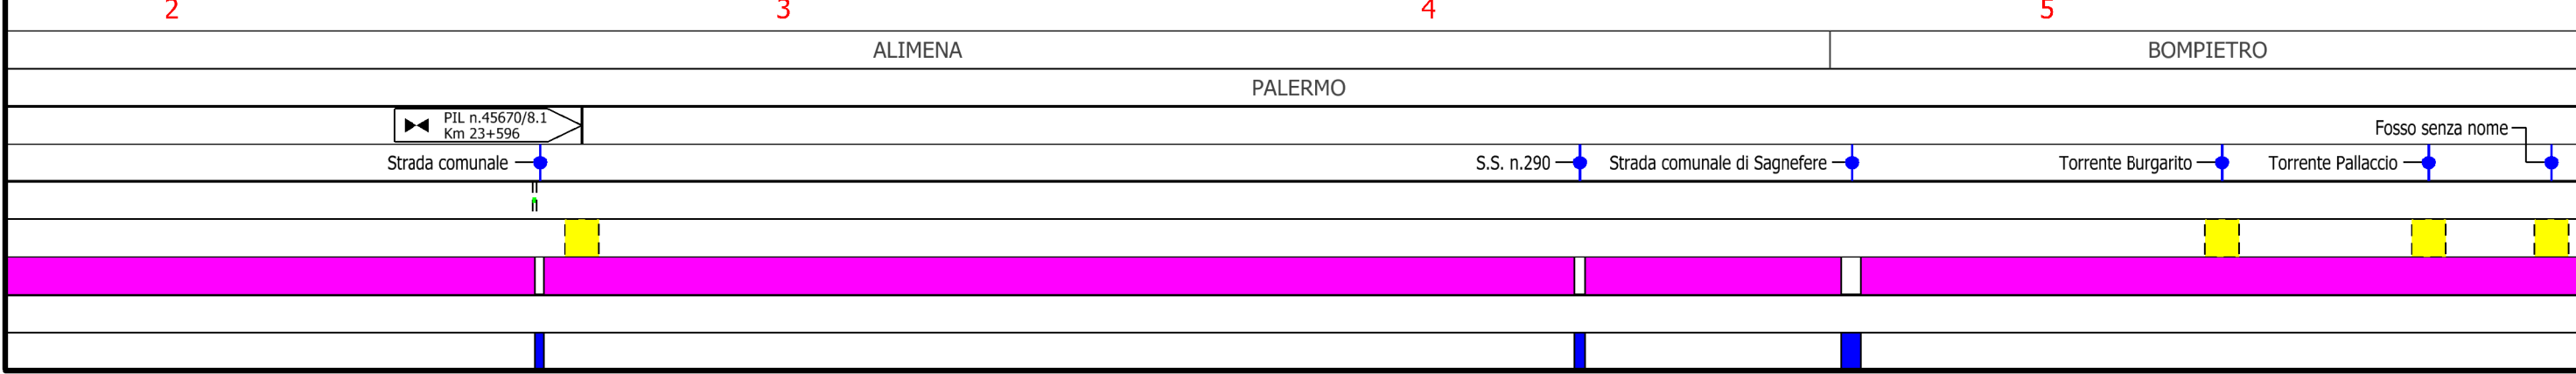 2 3 4 5
ALIMENA BOMPIETRO
PALERMO
PIL n.45670/8.1
Km 23+596
Fosso senza nome
Strada comunale S.S. n.290 Strada comunale di Sagnefere Torrente Burgarito Torrente Pallaccio